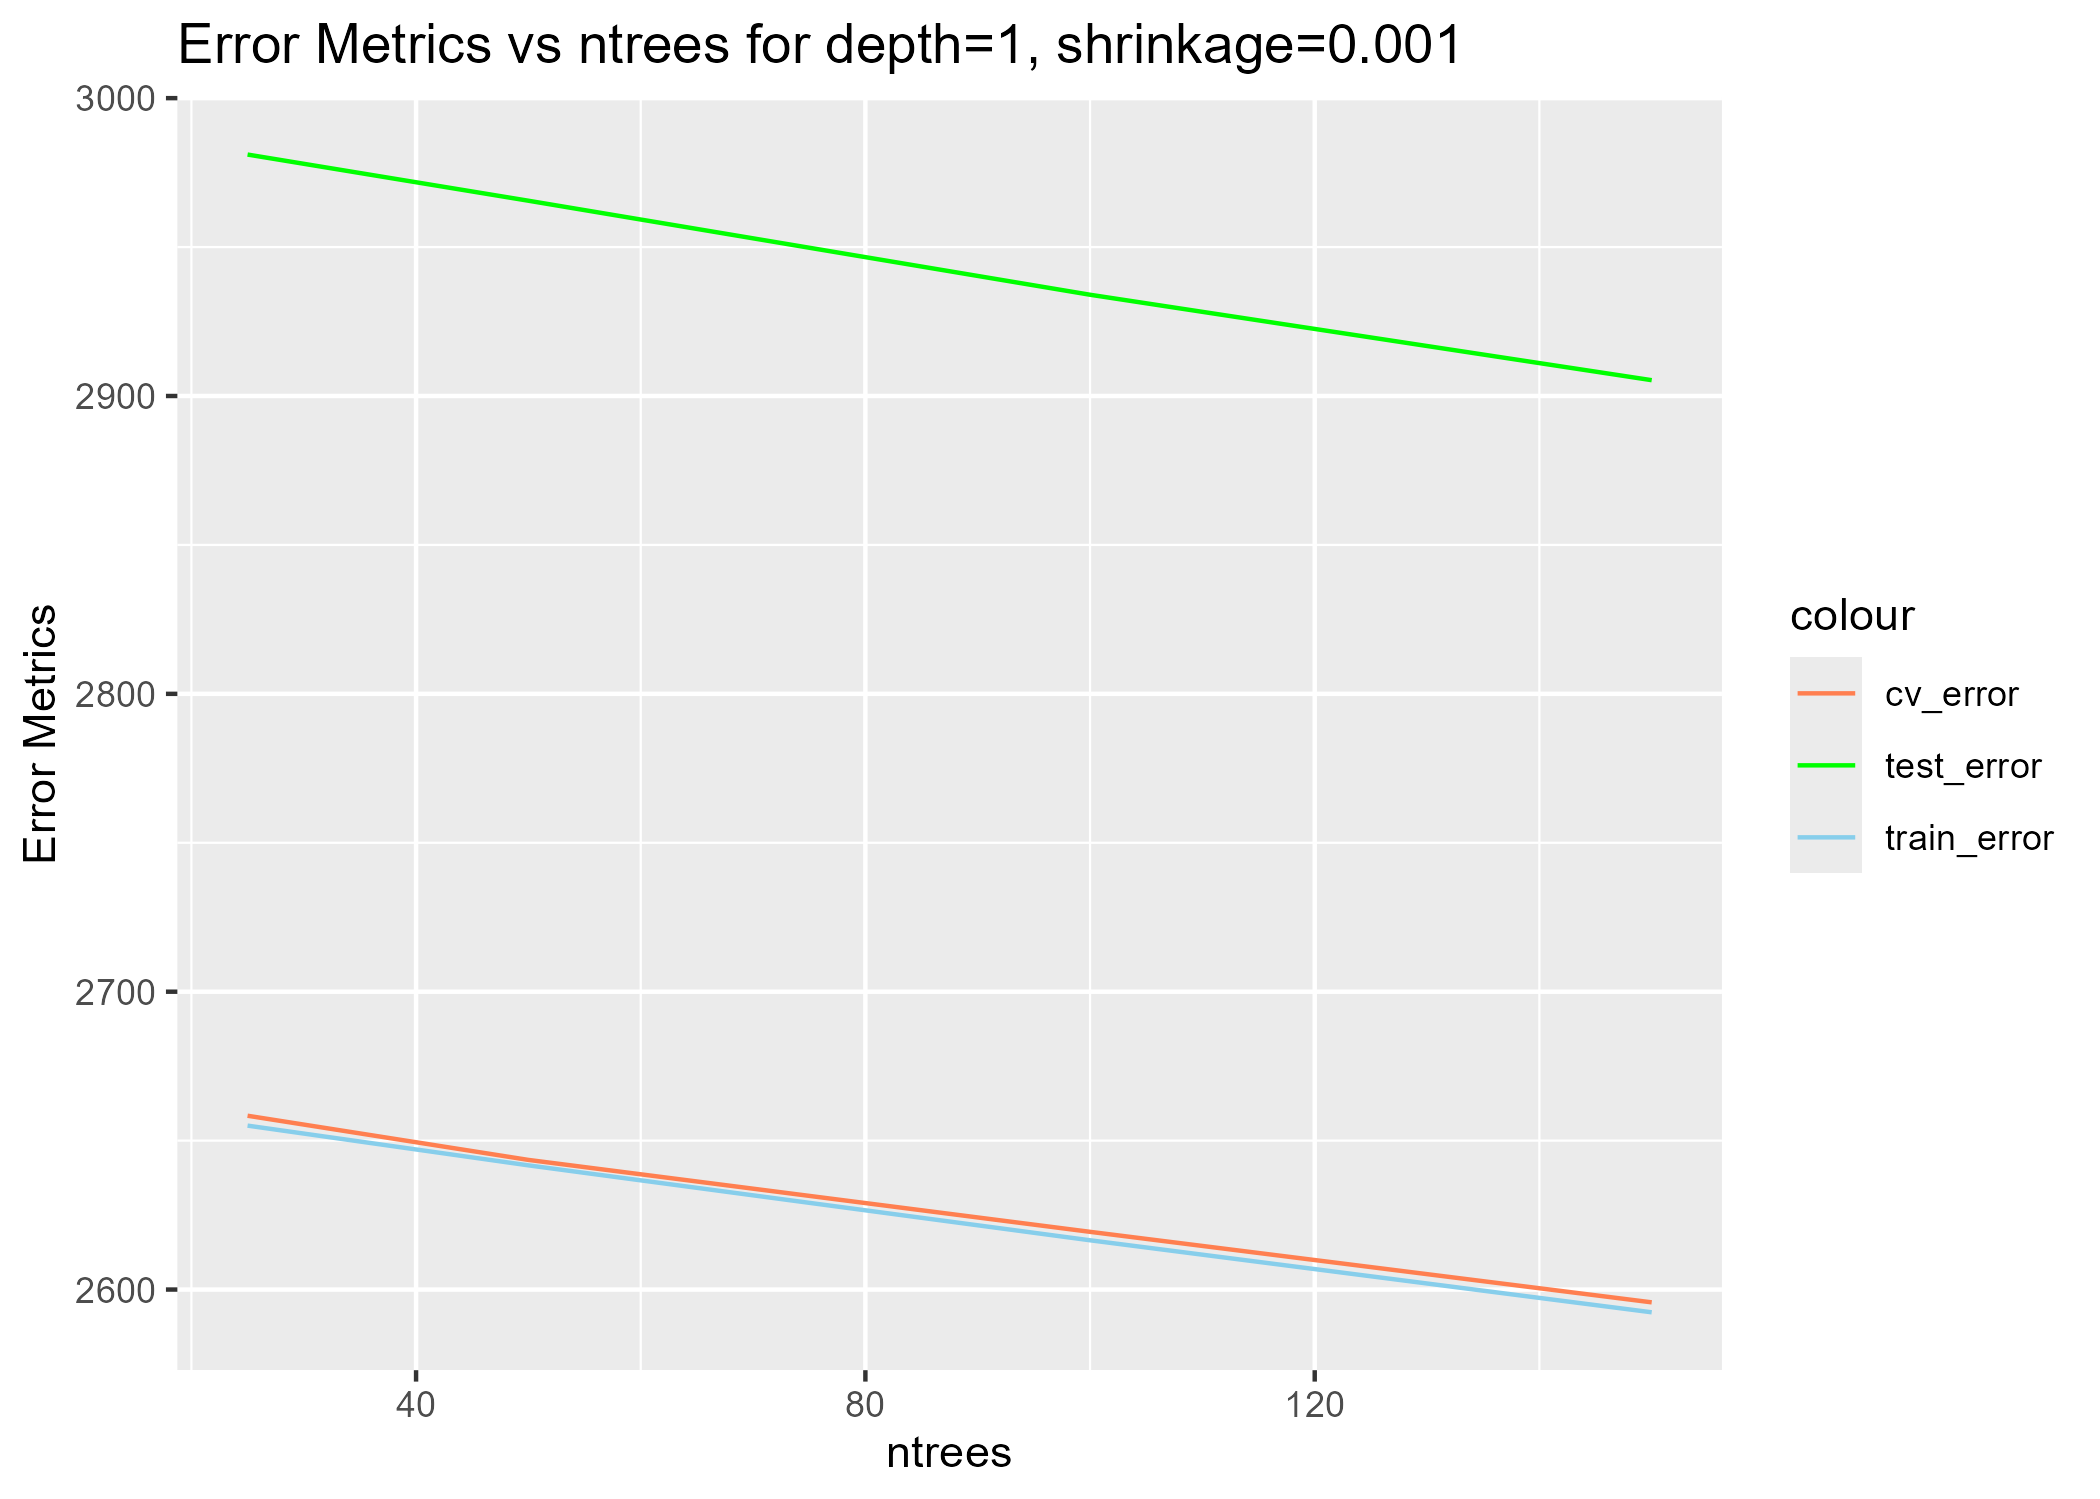 Error Metrics vs ntrees for depth=1, shrinkage=0.001
Error Metrics
3000
2900
2800
2700
2600
40
80
120
ntrees
colour
cv_error
test_error
train_error